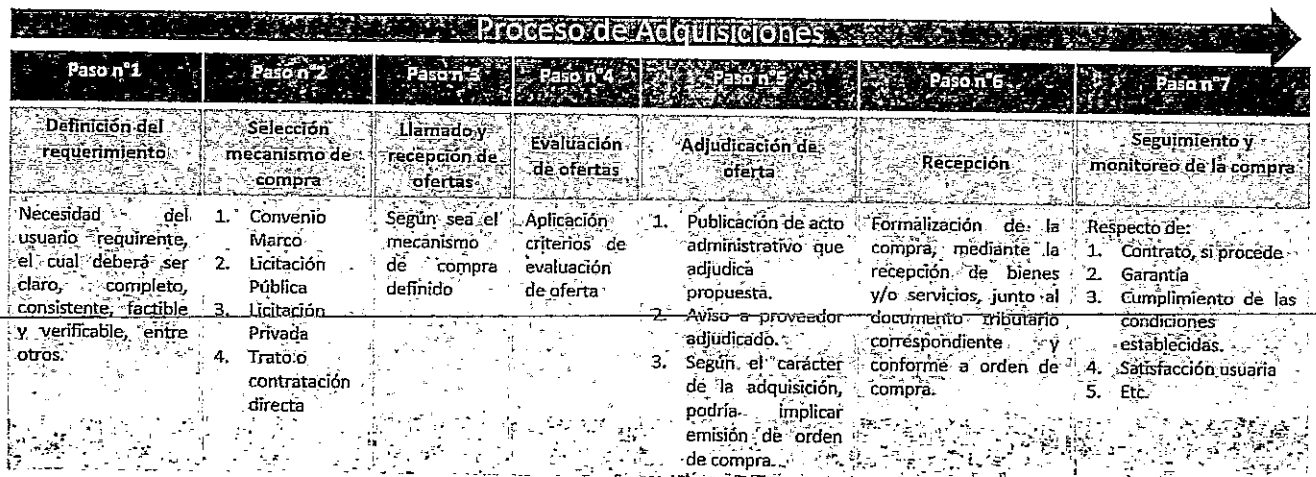 Proceso de Adquisiciones
Paso n°1
Paso n°2
Paso n°3
Paso n°4
Paso n°5
Paso n°6
Paso n°7
Definición del
requerimiento
Selección
mecanismo de
compra
Llamado y
recepción de
ofertas
Evaluación
de ofertas
Adjudicación de
oferta
Recepción
Seguimiento y
monitoreo de la compra
Necesidad del
usuario requirente,
el cual deberá ser
claro, completo,
consistente, factible
y verificable, entre
otros.
1. Convenio
Marco
2. Licitación
Pública
3. Licitación
Privada
4. Trato o
contratación
directa
Según sea el
mecanismo
de compra
definido
Aplicación
criterios de
evaluación
de oferta
1. Publicación de acto
administrativo que
adjudica
propuesta.
2. Aviso a proveedor
adjudicado.
3. Según el carácter
de la adquisición,
podría implicar
emisión de orden
de compra.
Formalización de la
compra, mediante la
recepción de bienes
y/o servicios, junto al
documento tributario
correspondiente y
conforme a orden de
compra.
Respecto de:
1. Contrato, si procede
2. Garantía
3. Cumplimiento de las
condiciones
establecidas.
4. Satisfacción usuaria
5. Etc.